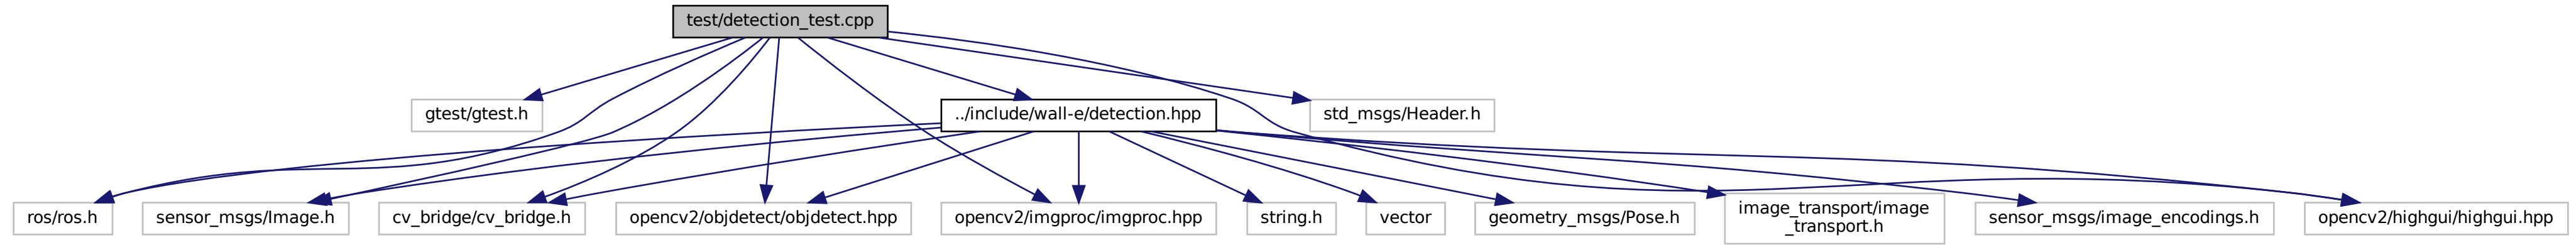 test/detection_test.cpp
gtest/gtest.h
../include/wall-e/detection.hpp
std_msgs/Header.h
ros/ros.h
sensor_msgs/Image.h
cv_bridge/cv_bridge.h
opencv2/objdetect/objdetect.hpp
opencv2/imgproc/imgproc.hpp
string.h
vector
geometry_msgs/Pose.h
image_transport/image
_transport.h
sensor_msgs/image_encodings.h
opencv2/highgui/highgui.hpp